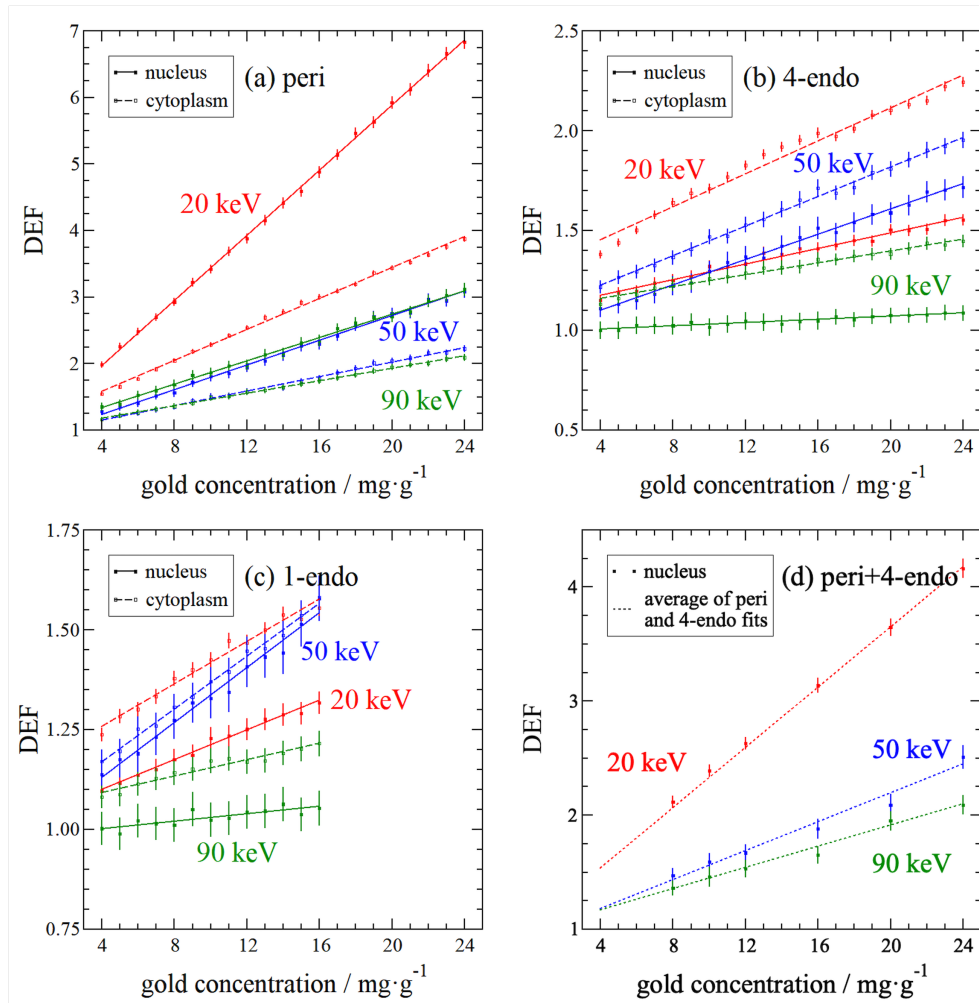 (a) peri
nucleus
cytoplasm
20 keV
50 keV
90 keV
DEF
7
6
5
4
3
2
1
4 8 12 16 20 24
gold concentration / mg·g⁻¹
(b) 4-endo
nucleus
cytoplasm
20 keV
50 keV
90 keV
DEF
2.5
2.0
1.5
1.0
0.5
4 8 12 16 20 24
gold concentration / mg·g⁻¹
(c) 1-endo
nucleus
cytoplasm
50 keV
20 keV
90 keV
DEF
1.75
1.50
1.25
1.00
0.75
4 8 12 16 20 24
gold concentration / mg·g⁻¹
(d) peri+4-endo
nucleus
average of peri
and 4-endo fits
20 keV
50 keV
90 keV
DEF
4
3
2
1
4 8 12 16 20 24
gold concentration / mg·g⁻¹